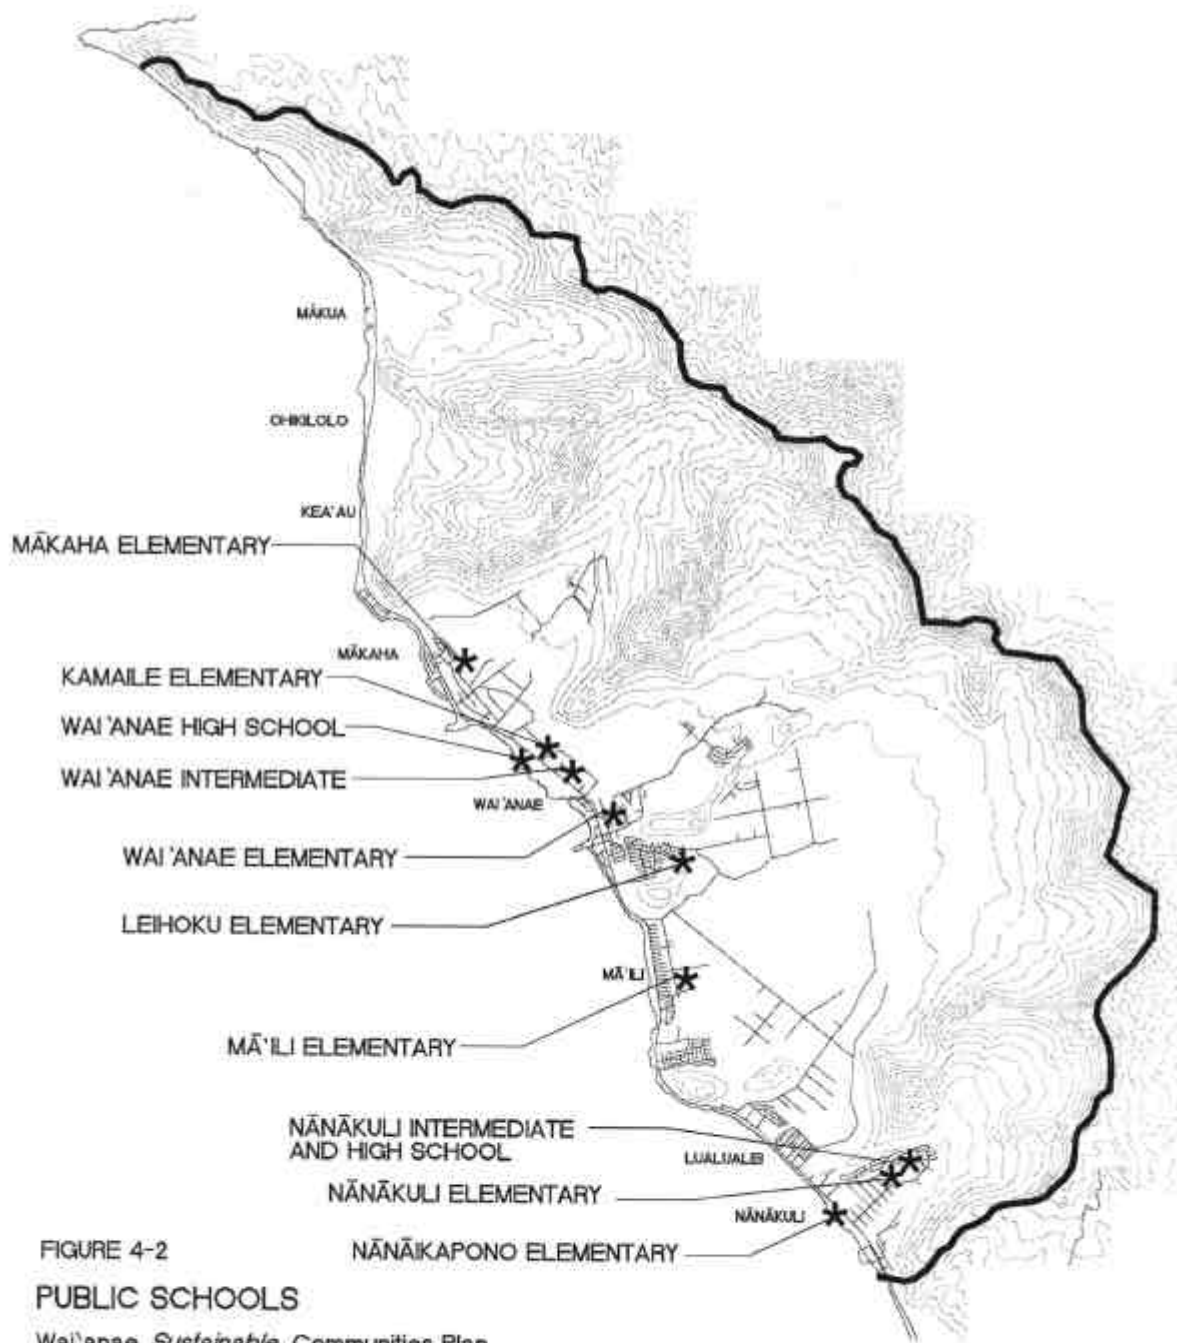 MĀKUA
OHIKILOLO
KEA'AU
MĀKAHA ELEMENTARY
MĀKAHA
KAMAILE ELEMENTARY
WAI 'ANAE HIGH SCHOOL
WAI 'ANAE INTERMEDIATE
WAI 'ANAE
WAI 'ANAE ELEMENTARY
LEIHOKU ELEMENTARY
MĀ'ILI
MĀ'ILI ELEMENTARY
NĀNĀKULI INTERMEDIATE
AND HIGH SCHOOL
LUALUALEI
NĀNĀKULI ELEMENTARY
NĀNĀKULI
NĀNĀIKAPONO ELEMENTARY
FIGURE 4-2
PUBLIC SCHOOLS
Wai'anae Sustainable Communities Plan